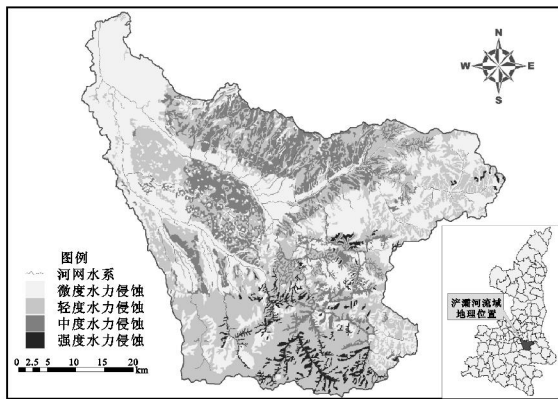 N
W E
S
图例
河网水系
微度水力侵蚀
轻度水力侵蚀
中度水力侵蚀
强度水力侵蚀
0 2.5 5 10 15 20
km
浐灞河流域
地理位置